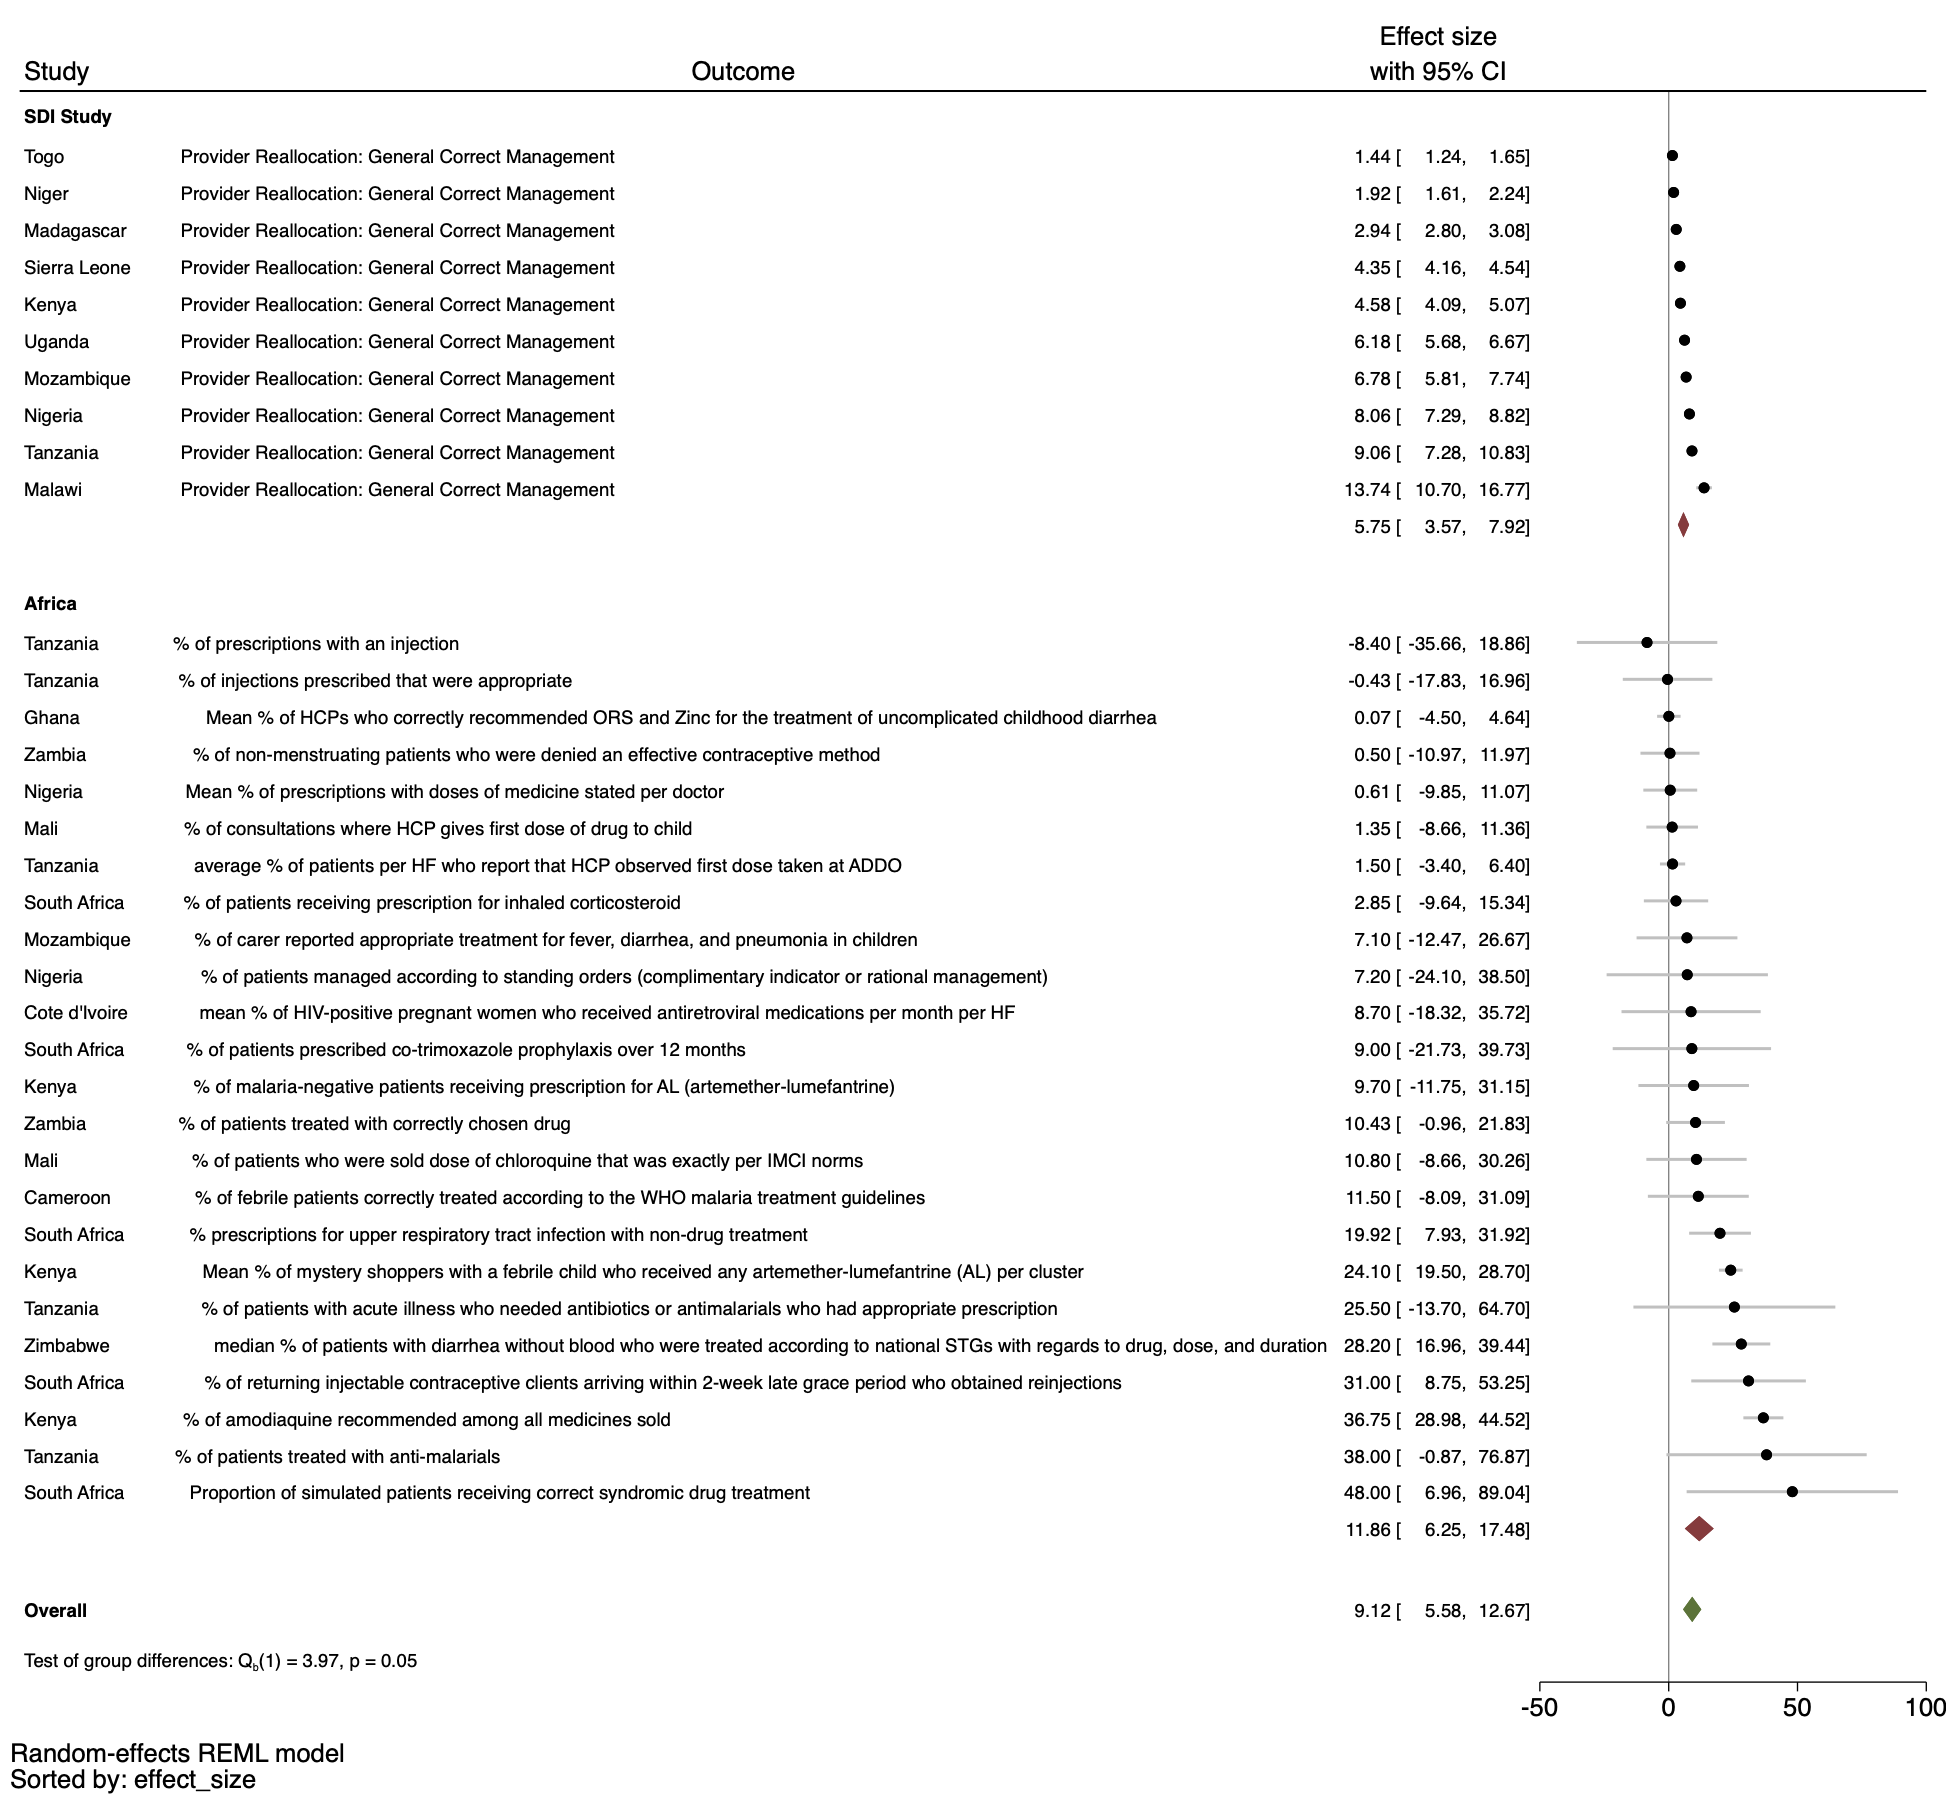 Effect size
Study Outcome with 95% CI
SDI Study
Togo Provider Reallocation: General Correct Management 1.44 [ 1.24, 1.65]
Niger Provider Reallocation: General Correct Management 1.92 [ 1.61, 2.24]
Madagascar Provider Reallocation: General Correct Management 2.94 [ 2.80, 3.08]
Sierra Leone Provider Reallocation: General Correct Management 4.35 [ 4.16, 4.54]
Kenya Provider Reallocation: General Correct Management 4.58 [ 4.09, 5.07]
Uganda Provider Reallocation: General Correct Management 6.18 [ 5.68, 6.67]
Mozambique Provider Reallocation: General Correct Management 6.78 [ 5.81, 7.74]
Nigeria Provider Reallocation: General Correct Management 8.06 [ 7.29, 8.82]
Tanzania Provider Reallocation: General Correct Management 9.06 [ 7.28, 10.83]
Malawi Provider Reallocation: General Correct Management 13.74 [ 10.70, 16.77]
5.75 [ 3.57, 7.92]
Africa
Tanzania % of prescriptions with an injection -8.40 [ -35.66, 18.86]
Tanzania % of injections prescribed that were appropriate -0.43 [ -17.83, 16.96]
Ghana Mean % of HCPs who correctly recommended ORS and Zinc for the treatment of uncomplicated childhood diarrhea 0.07 [ -4.50, 4.64]
Zambia % of non-menstruating patients who were denied an effective contraceptive method 0.50 [ -10.97, 11.97]
Nigeria Mean % of prescriptions with doses of medicine stated per doctor 0.61 [ -9.85, 11.07]
Mali % of consultations where HCP gives first dose of drug to child 1.35 [ -8.66, 11.36]
Tanzania average % of patients per HF who report that HCP observed first dose taken at ADDO 1.50 [ -3.40, 6.40]
South Africa % of patients receiving prescription for inhaled corticosteroid 2.85 [ -9.64, 15.34]
Mozambique % of carer reported appropriate treatment for fever, diarrhea, and pneumonia in children 7.10 [ -12.47, 26.67]
Nigeria % of patients managed according to standing orders (complimentary indicator or rational management) 7.20 [ -24.10, 38.50]
Cote d'Ivoire mean % of HIV-positive pregnant women who received antiretroviral medications per month per HF 8.70 [ -18.32, 35.72]
South Africa % of patients prescribed co-trimoxazole prophylaxis over 12 months 9.00 [ -21.73, 39.73]
Kenya % of malaria-negative patients receiving prescription for AL (artemether-lumefantrine) 9.70 [ -11.75, 31.15]
Zambia % of patients treated with correctly chosen drug 10.43 [ -0.96, 21.83]
Mali % of patients who were sold dose of chloroquine that was exactly per IMCI norms 10.80 [ -8.66, 30.26]
Cameroon % of febrile patients correctly treated according to the WHO malaria treatment guidelines 11.50 [ -8.09, 31.09]
South Africa % prescriptions for upper respiratory tract infection with non-drug treatment 19.92 [ 7.93, 31.92]
Kenya Mean % of mystery shoppers with a febrile child who received any artemether-lumefantrine (AL) per cluster 24.10 [ 19.50, 28.70]
Tanzania % of patients with acute illness who needed antibiotics or antimalarials who had appropriate prescription 25.50 [ -13.70, 64.70]
Zimbabwe median % of patients with diarrhea without blood who were treated according to national STGs with regards to drug, dose, and duration 28.20 [ 16.96, 39.44]
South Africa % of returning injectable contraceptive clients arriving within 2-week late grace period who obtained reinjections 31.00 [ 8.75, 53.25]
Kenya % of amodiaquine recommended among all medicines sold 36.75 [ 28.98, 44.52]
Tanzania % of patients treated with anti-malarials 38.00 [ -0.87, 76.87]
South Africa Proportion of simulated patients receiving correct syndromic drug treatment 48.00 [ 6.96, 89.04]
11.86 [ 6.25, 17.48]
Overall 9.12 [ 5.58, 12.67]
Test of group differences: Qb(1) = 3.97, p = 0.05
-50 0 50 100
Random-effects REML model
Sorted by: effect_size